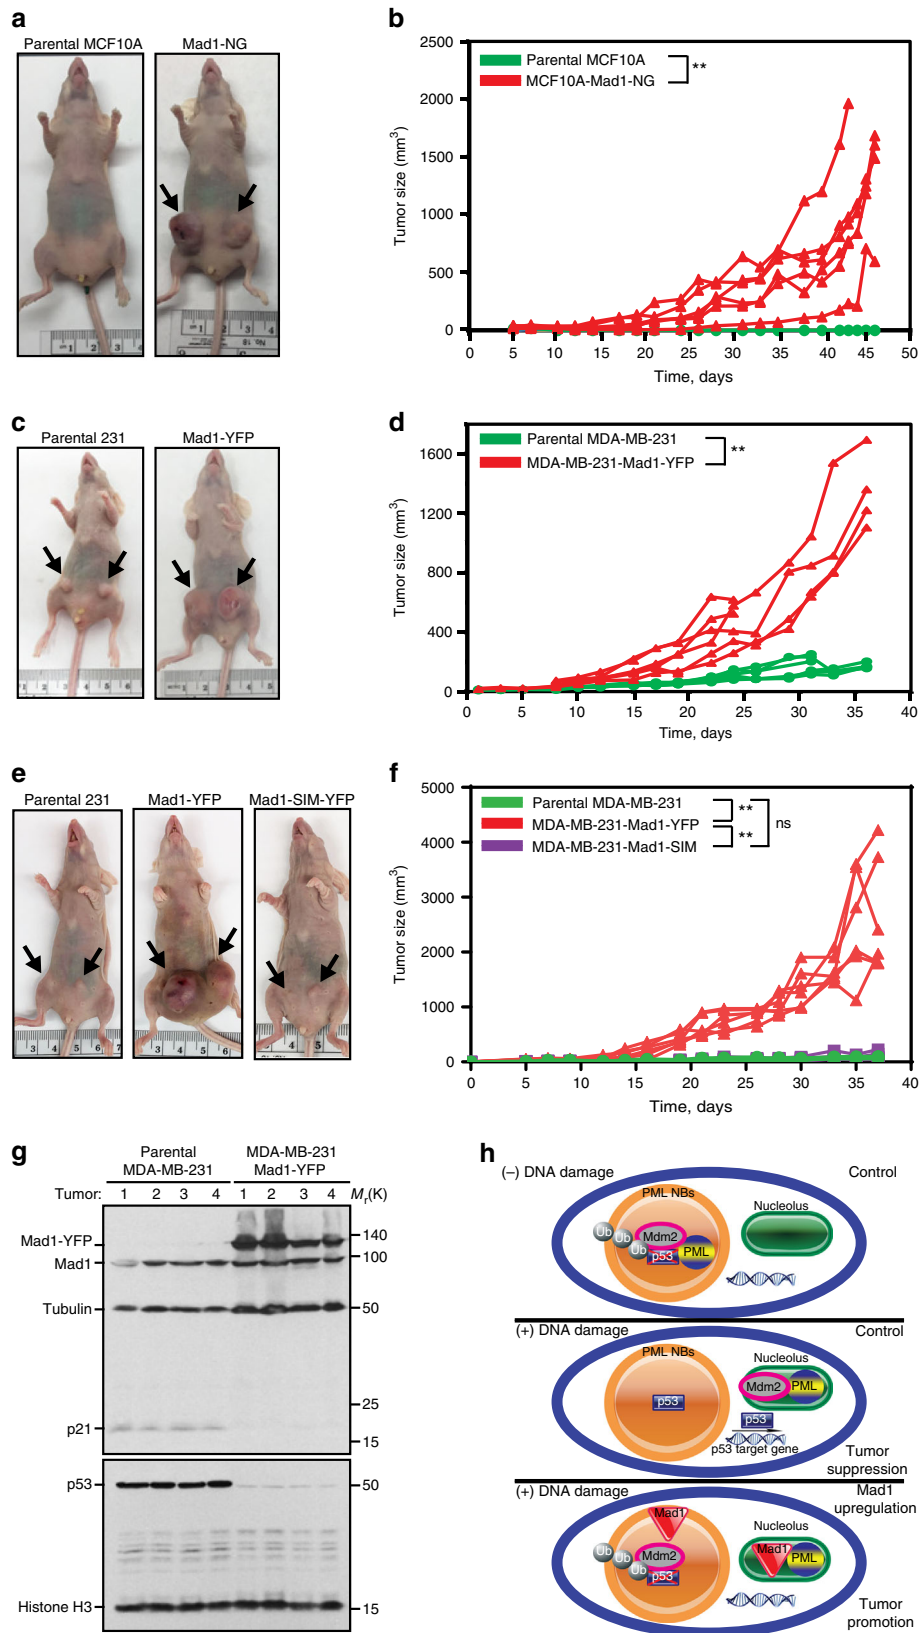 a
Parental MCF10A
Mad1-NG
b
2500
2000
1500
1000
500
0
Tumor size (mm³)
Parental MCF10A
MCF10A-Mad1-NG
**
0 5 10 15 20 25 30 35 40 45 50
Time, days
c
Parental 231
Mad1-YFP
d
1600
1200
800
400
0
Tumor size (mm³)
Parental MDA-MB-231
MDA-MB-231-Mad1-YFP
**
0 5 10 15 20 25 30 35 40
Time, days
e
Parental 231
Mad1-YFP
Mad1-SIM-YFP
f
5000
4000
3000
2000
1000
0
Tumor size (mm³)
Parental MDA-MB-231
MDA-MB-231-Mad1-YFP
MDA-MB-231-Mad1-SIM
**
**
ns
0 5 10 15 20 25 30 35 40
Time, days
g
Parental
MDA-MB-231
MDA-MB-231
Mad1-YFP
Tumor: 1 2 3 4 1 2 3 4 Mr(K)
Mad1-YFP
140
Mad1
100
Tubulin
50
25
p21
15
p53
50
Histone H3
15
h
(–) DNA damage
Control
PML NBs
Nucleolus
Ub
Ub
Ub
Mdm2
p53
PML
(+) DNA damage
Control
PML NBs
Nucleolus
p53
Mdm2
PML
p53
p53 target gene
Tumor
suppression
(+) DNA damage
Mad1
upregulation
Mad1
Nucleolus
Ub
Ub
Ub
Mdm2
p53
Mad1
PML
Tumor
promotion